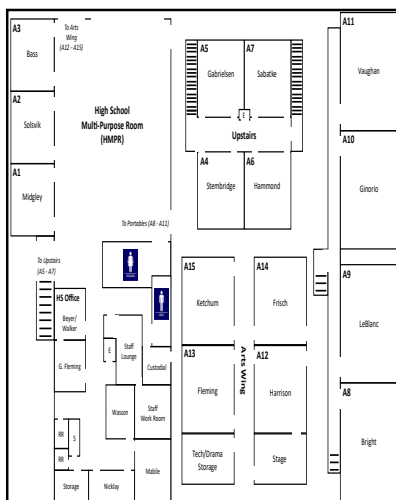 A3
Bass
To Arts
Wing
(A12 - A15)
A2
Solsvik
A1
Midgley
High School
Multi-Purpose Room
(HMPR)
To Portables (A8 - A11)
To Upstairs
(A5 - A7)
A5
Gabrielsen
A7
Sabatke
E
Upstairs
A4
Stembridge
A6
Hammond
A11
Vaughan
A10
Ginorio
A9
LeBlanc
A8
Bright
HS Office
Beyer/
Walker
G. Fleming
RR
S
RR
Storage
Nicklay
E
Staff
Lounge
Custodial
Wasson
Staff
Work Room
Mabile
A15
Ketchum
A14
Frisch
A13
Fleming
Arts Wing
A12
Harrison
Tech/Drama
Storage
Stage